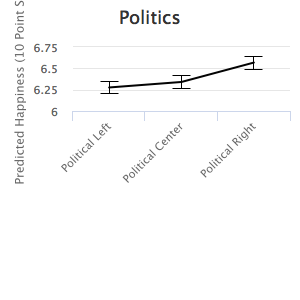 Politics
Predicted Happiness (10 Point S
6.75
6.5
6.25
6
Political Left
Political Center
Political Right